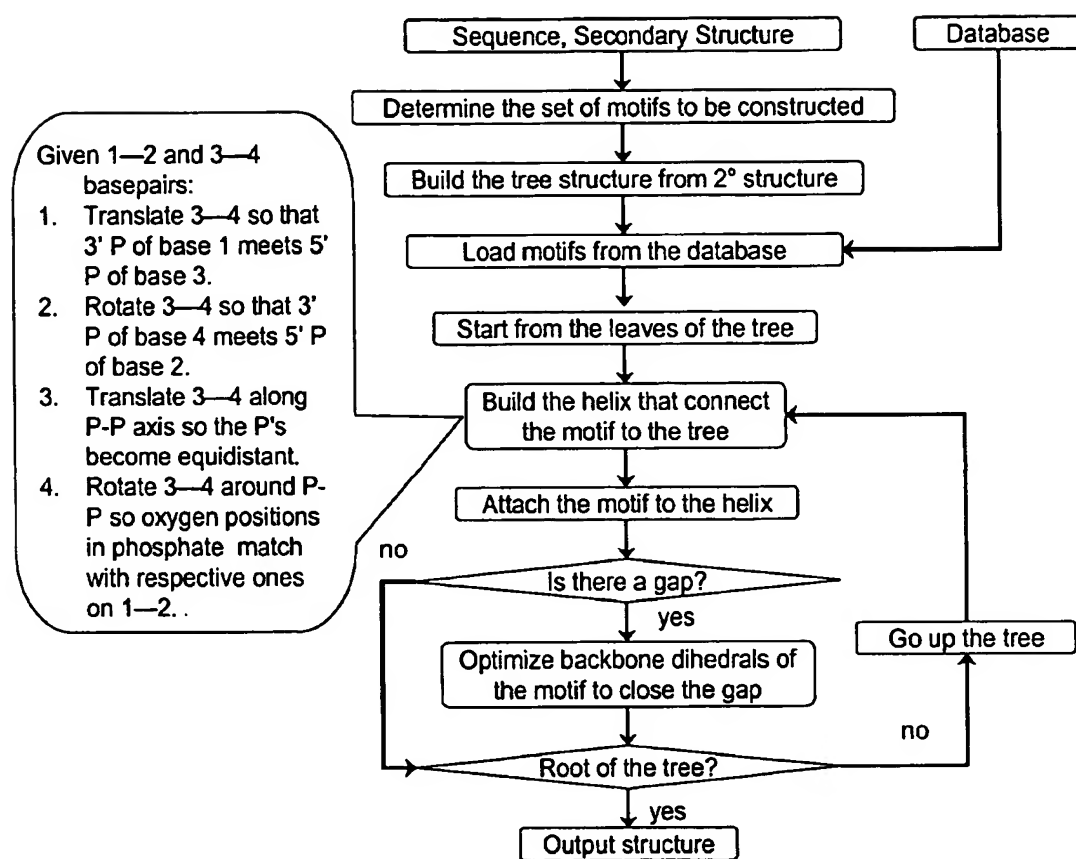 Sequence, Secondary Structure
Database
Determine the set of motifs to be constructed
Build the tree structure from 2° structure
Load motifs from the database
Start from the leaves of the tree
Build the helix that connect
the motif to the tree
Attach the motif to the helix
no
Is there a gap?
yes
Optimize backbone dihedrals of
the motif to close the gap
Go up the tree
no
Root of the tree?
yes
Output structure
Given 1—2 and 3—4
basepairs:
1. Translate 3—4 so that
3' P of base 1 meets 5'
P of base 3.
2. Rotate 3—4 so that 3'
P of base 4 meets 5' P
of base 2.
3. Translate 3—4 along
P-P axis so the P's
become equidistant.
4. Rotate 3—4 around P-
P so oxygen positions
in phosphate match
with respective ones
on 1—2. .